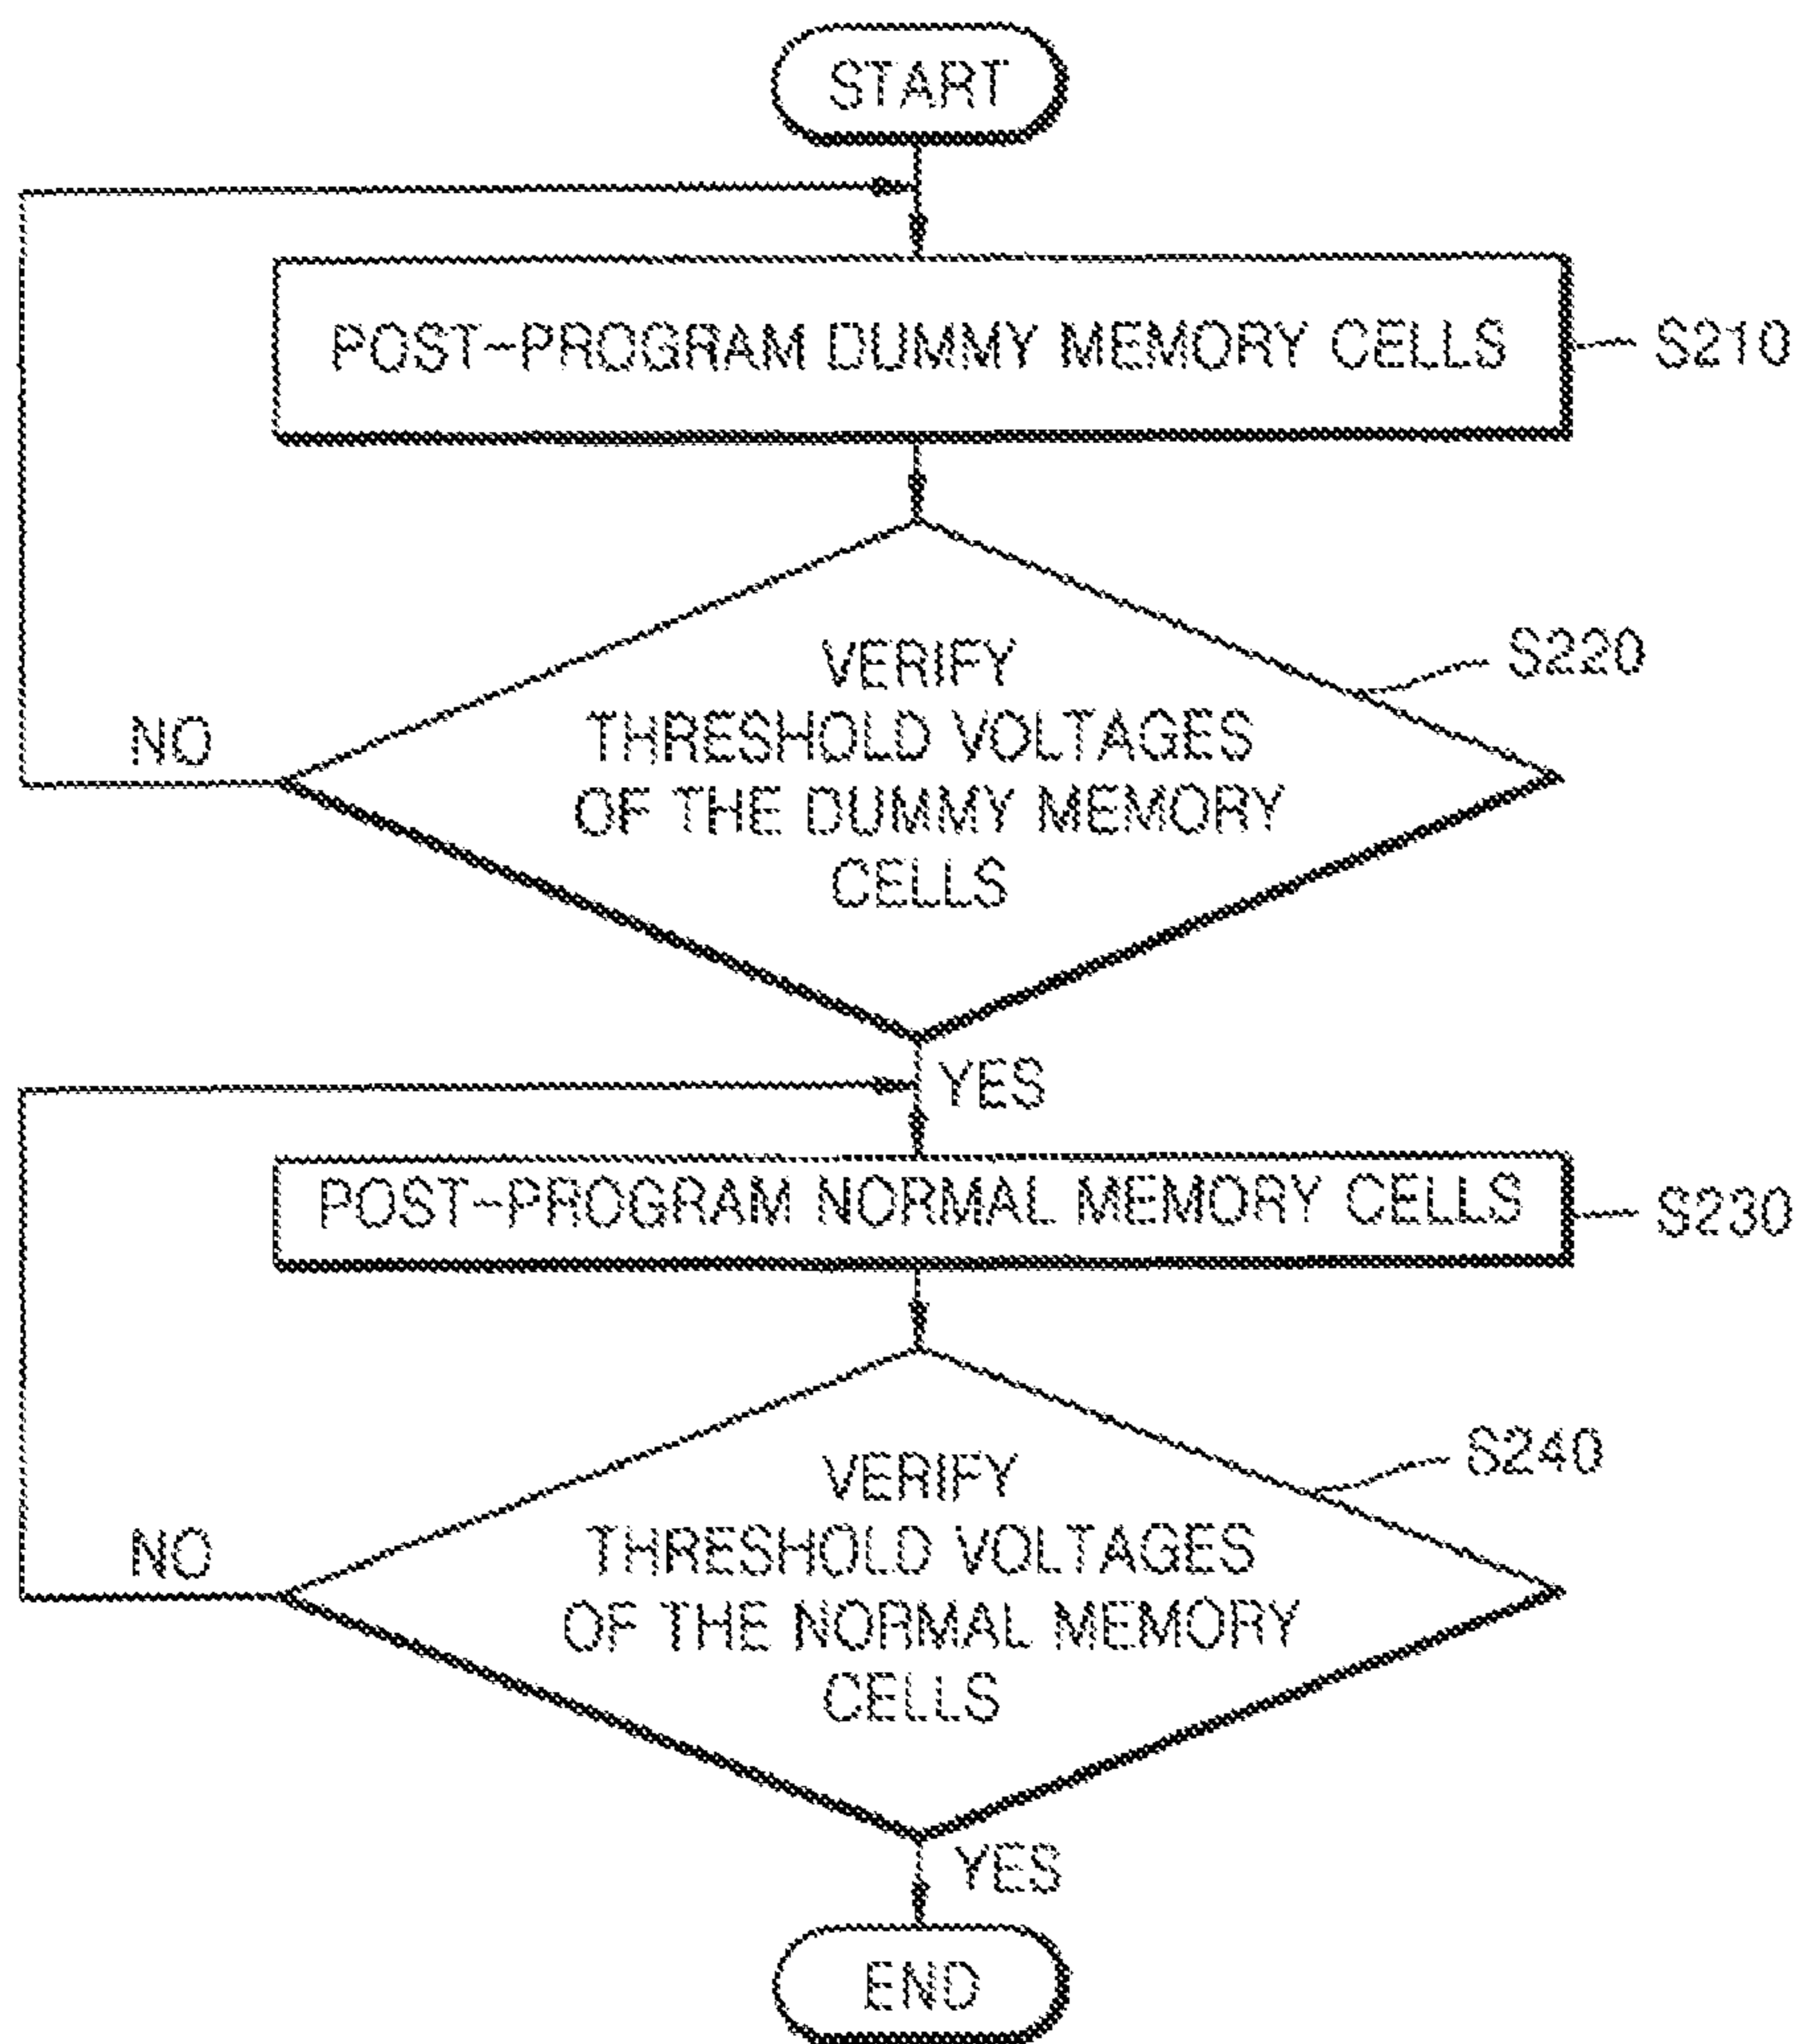 START
POST-PROGRAM DUMMY MEMORY CELLS
S210
VERIFY
THRESHOLD VOLTAGES
OF THE DUMMY MEMORY
CELLS
S220
NO
YES
POST-PROGRAM NORMAL MEMORY CELLS
S230
VERIFY
THRESHOLD VOLTAGES
OF THE NORMAL MEMORY
CELLS
S240
NO
YES
END